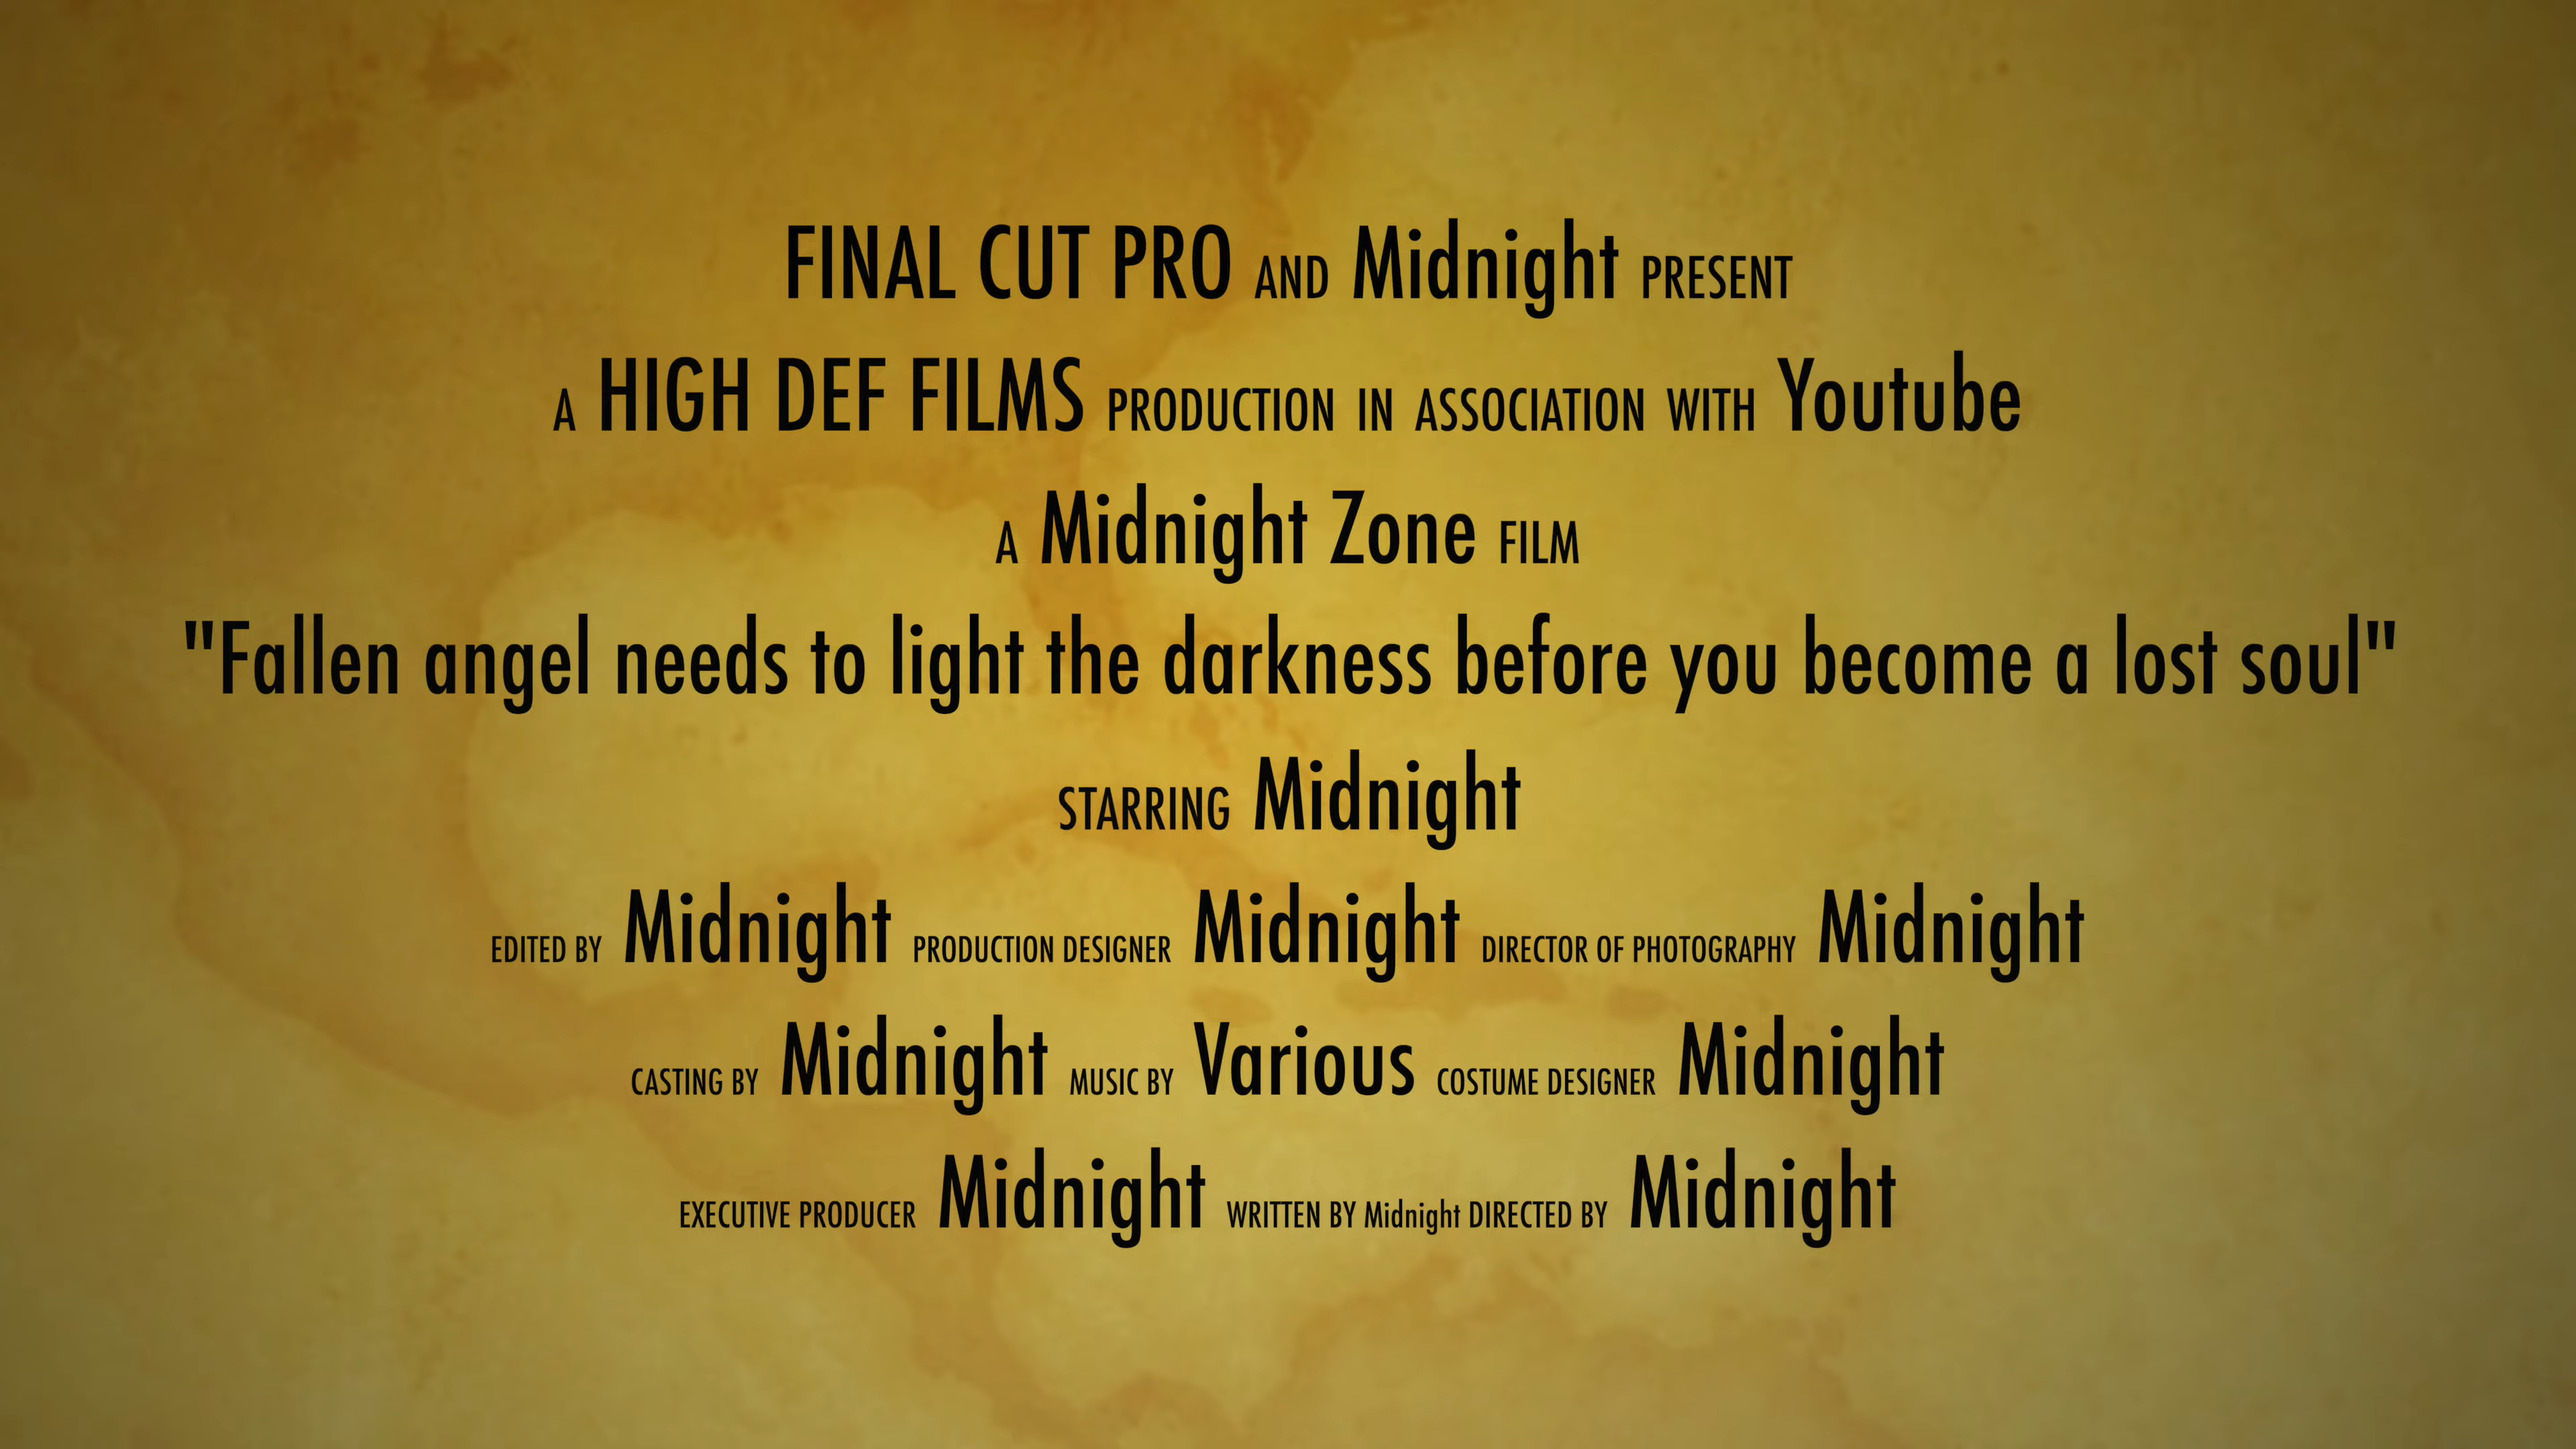 FINAL CUT PRO AND Midnight PRESENT
A HIGH DEF FILMS PRODUCTION IN ASSOCIATION WITH Youtube
A Midnight Zone FILM
"Fallen angel needs to light the darkness before you become a lost soul"
STARRING Midnight
EDITED BY Midnight PRODUCTION DESIGNER Midnight DIRECTOR OF PHOTOGRAPHY Midnight
CASTING BY Midnight MUSIC BY Various COSTUME DESIGNER Midnight
EXECUTIVE PRODUCER Midnight WRITTEN BY Midnight DIRECTED BY Midnight